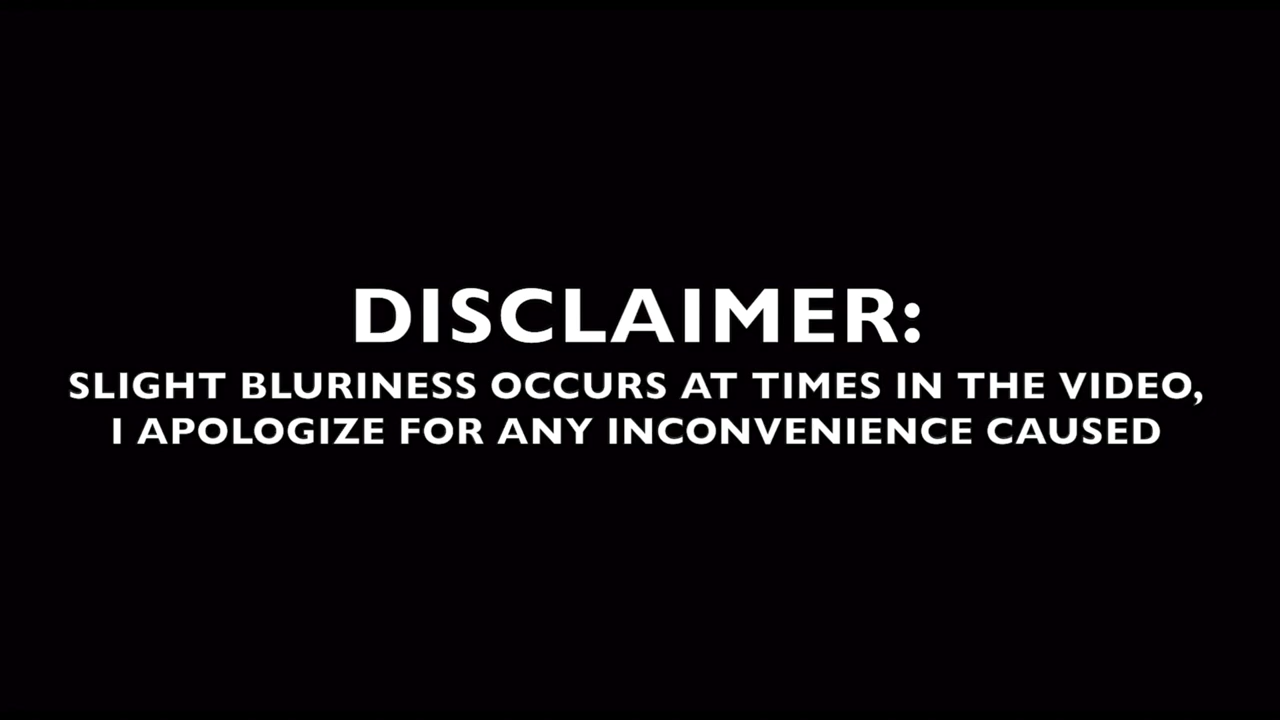 DISCLAIMER:
SLIGHT BLURINESS OCCURS AT TIMES IN THE VIDEO,
I APOLOGIZE FOR ANY INCONVENIENCE CAUSED